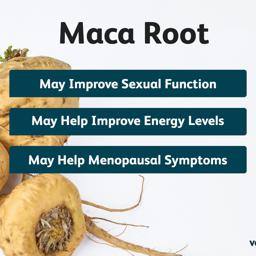 Maca Root
May Improve Sexual Function
May Help Improve Energy Levels
May Help Menopausal Symptoms